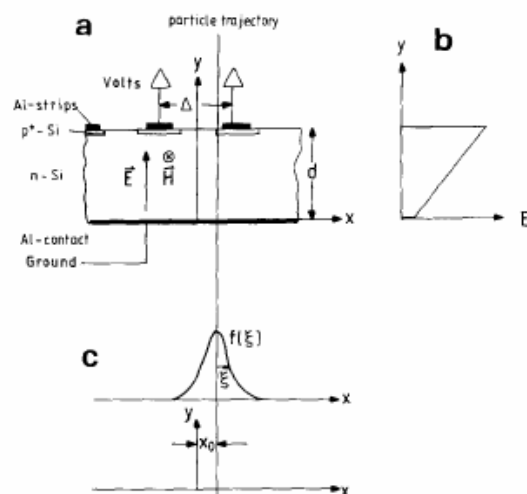 particle trajectory
a
b
y
y
Volts
Δ
Al-strips
p⁺-Si
n-Si
E⃗
⊗
H⃗
d
x
E
Al-contact
Ground
c
f(ξ)
ξ
x
y
x₀
x